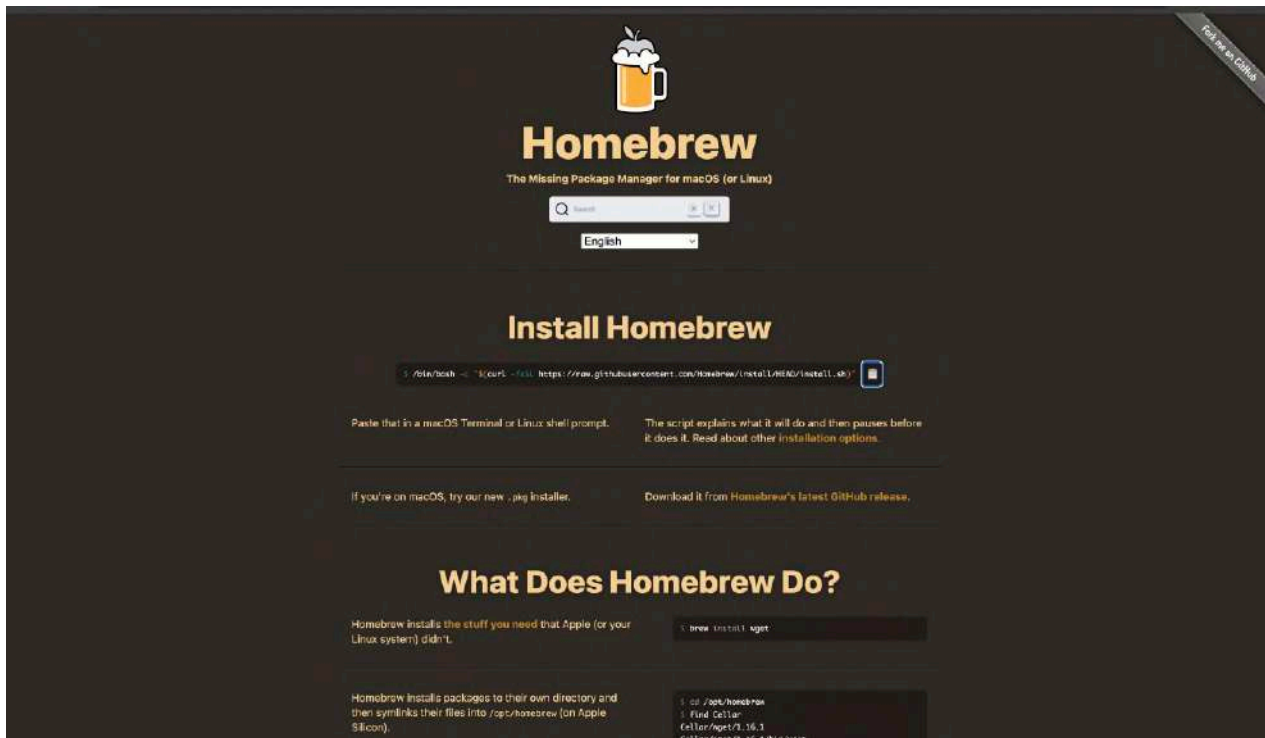 Fork me on GitHub
Homebrew
The Missing Package Manager for macOS (or Linux)
Search
English
Install Homebrew
$ /bin/bash -c "$(curl -fsSL https://raw.githubusercontent.com/Homebrew/install/HEAD/install.sh)"
Paste that in a macOS Terminal or Linux shell prompt.
The script explains what it will do and then pauses before
it does it. Read about other installation options.
If you're on macOS, try our new .pkg installer.
Download it from Homebrew's latest GitHub release.
What Does Homebrew Do?
Homebrew installs the stuff you need that Apple (or your
Linux system) didn't.
$ brew install wget
Homebrew installs packages to their own directory and
then symlinks their files into /opt/homebrew (on Apple
Silicon).
$ cd /opt/homebrew
$ find Cellar
Cellar/wget/1.16.1